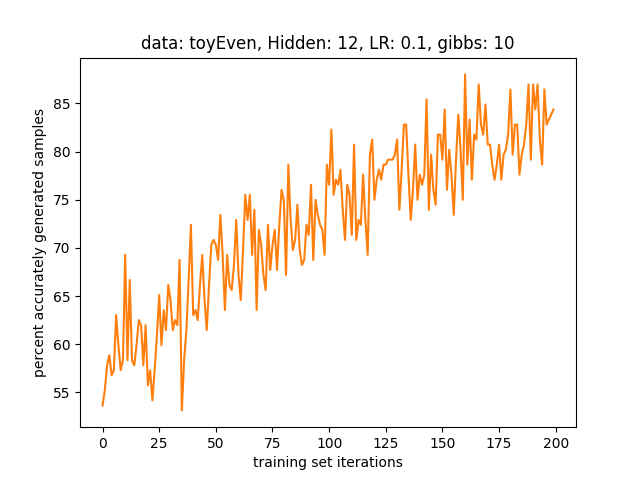 data: toyEven, Hidden: 12, LR: 0.1, gibbs: 10
percent accurately generated samples
85
80
75
70
65
60
55
0 25 50 75 100 125 150 175 200
training set iterations